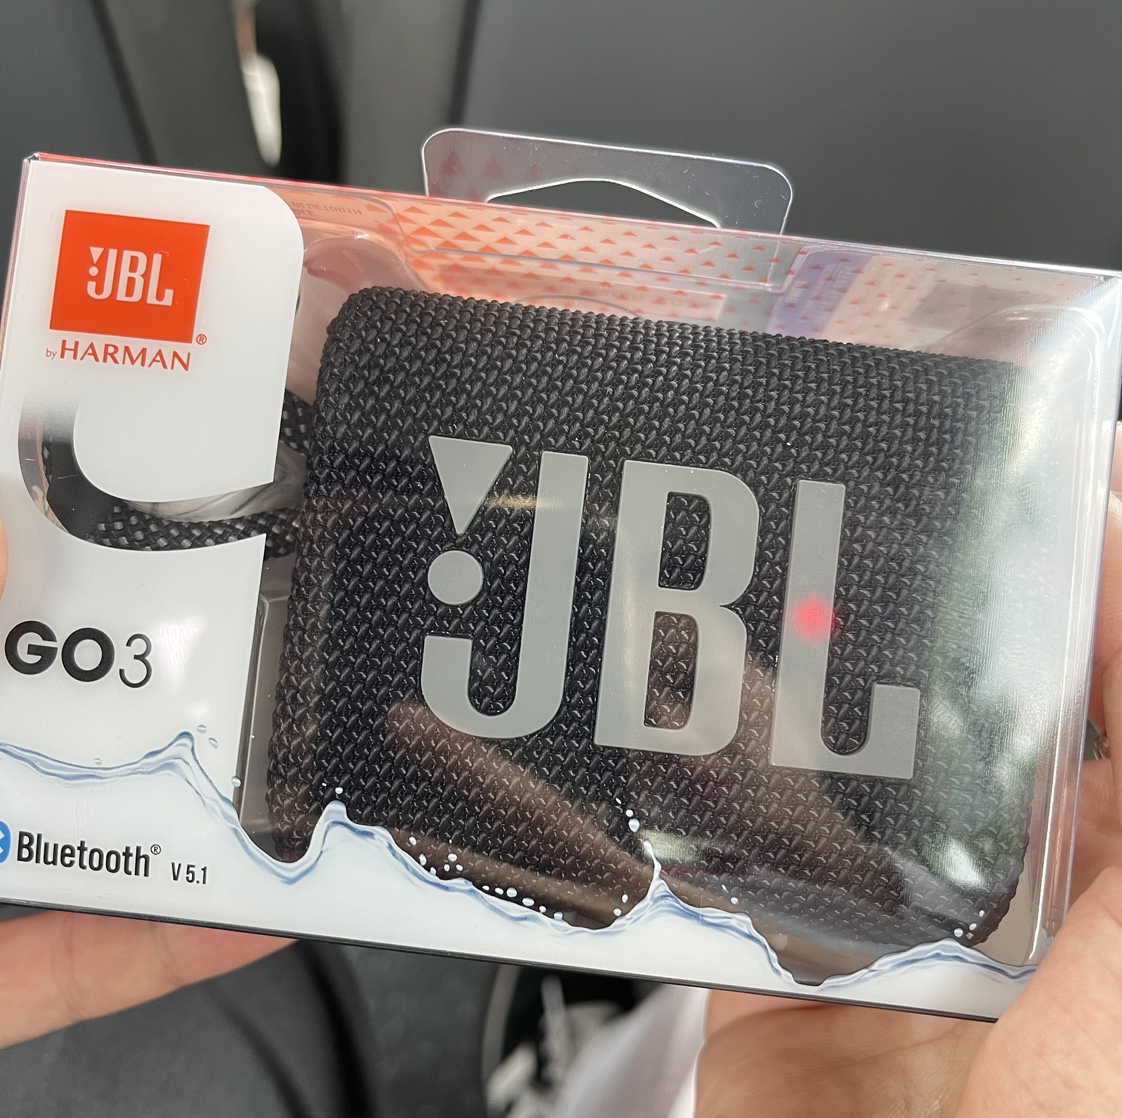 JBL
®
by HARMAN
JBL
GO3
Bluetooth®
V 5.1